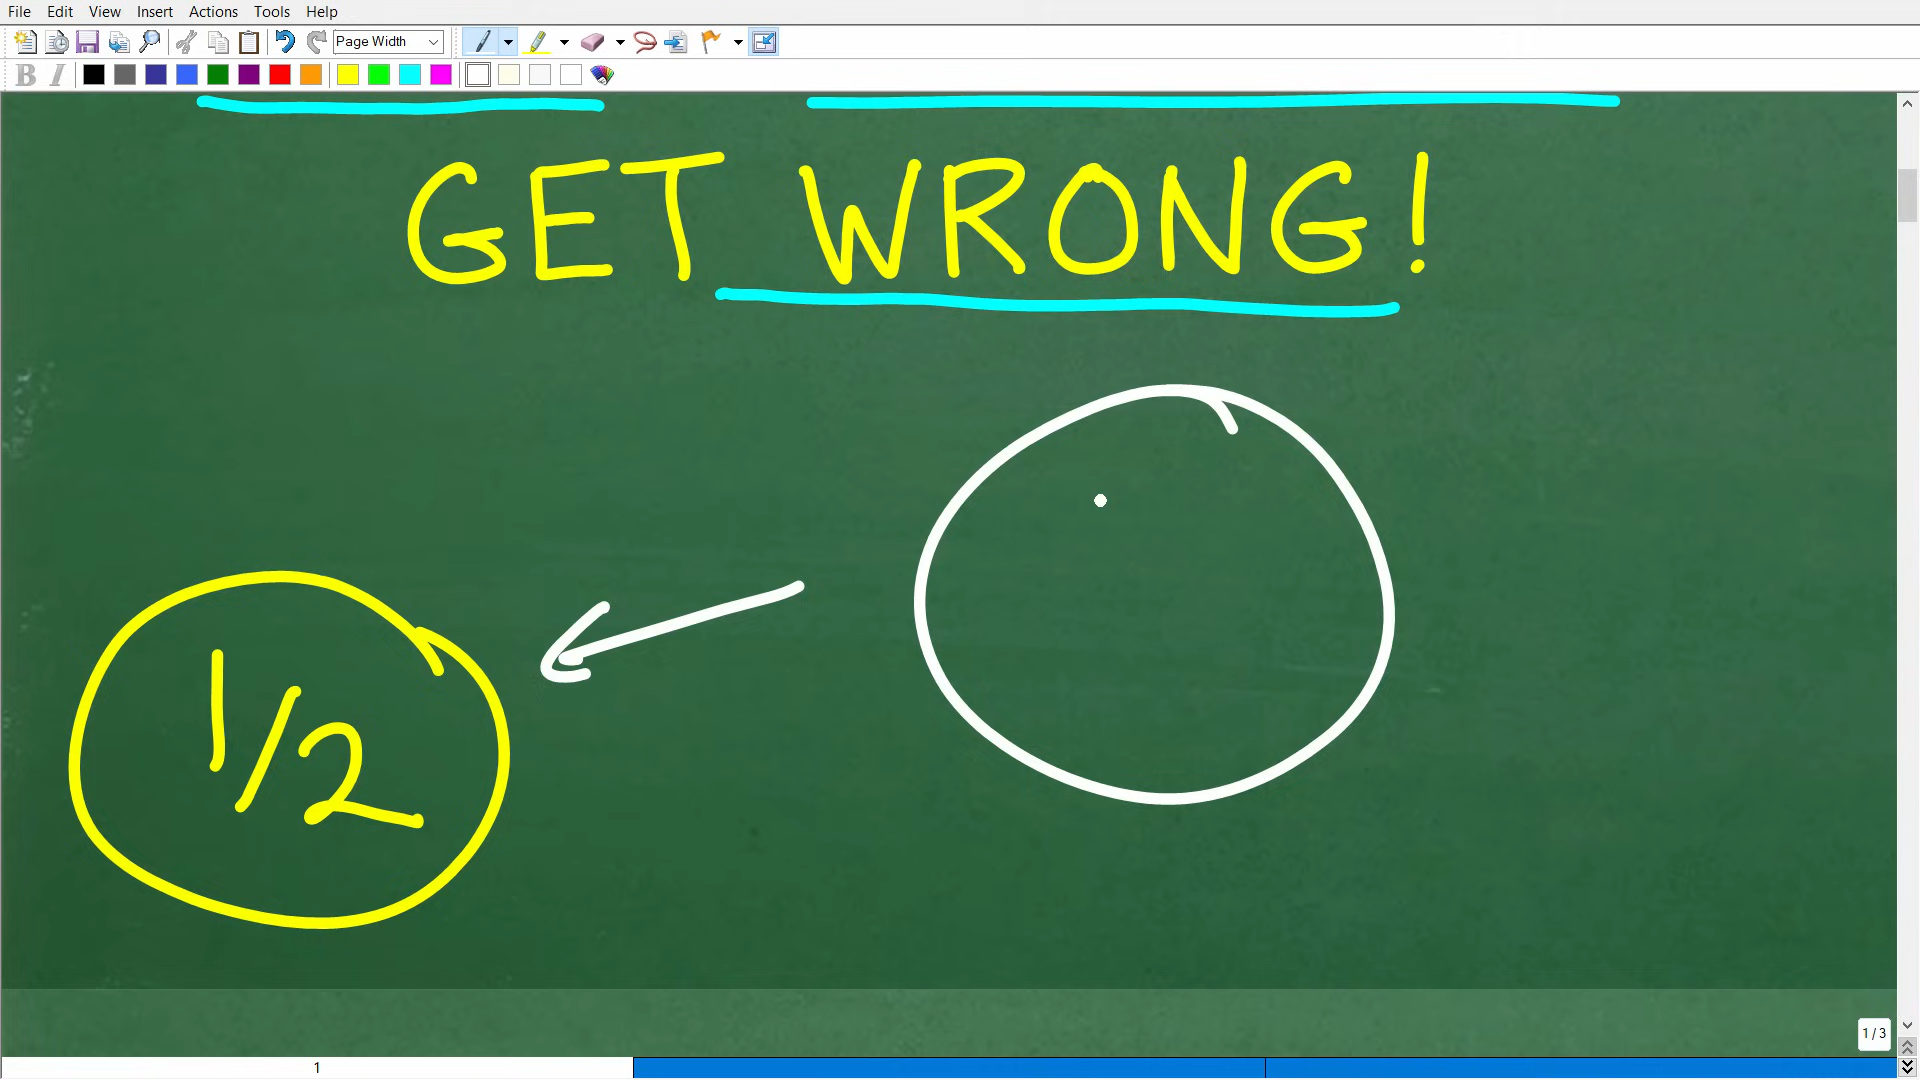 File Edit View Insert Actions Tools Help
Page Width
B I
GET WRONG!
1/2
1/3
1